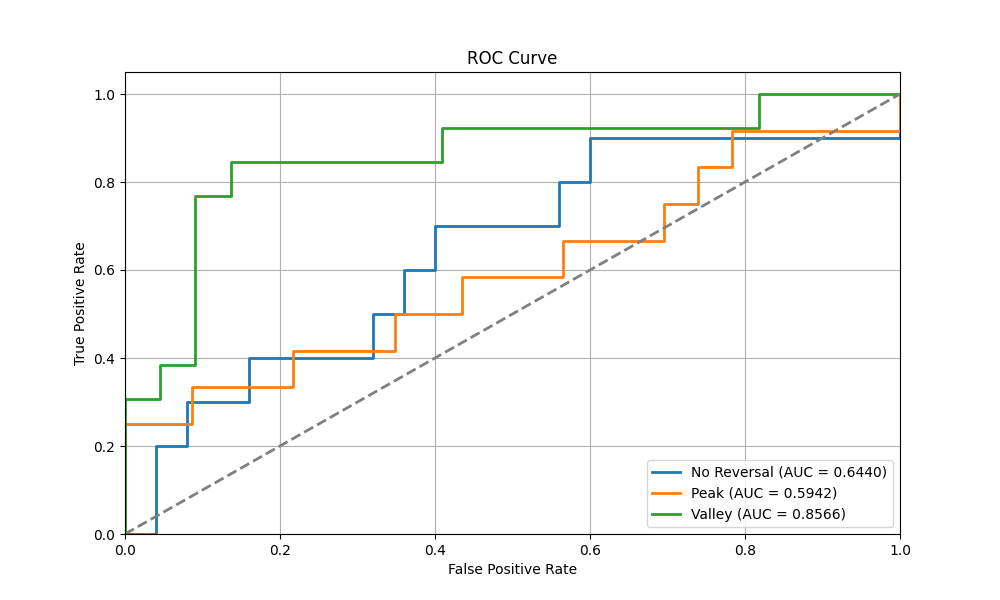 ROC Curve
True Positive Rate
1.0
0.8
0.6
0.4
0.2
0.0
No Reversal (AUC = 0.6440)
Peak (AUC = 0.5942)
Valley (AUC = 0.8566)
0.0 0.2 0.4 0.6 0.8 1.0
False Positive Rate